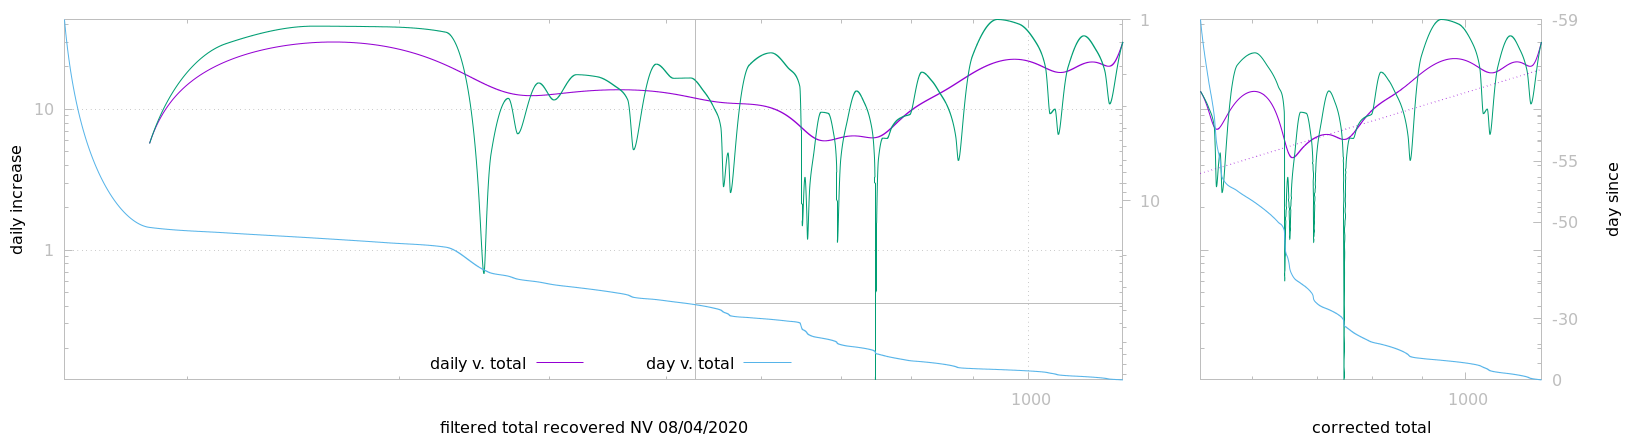 1
-59
10
daily increase
-55
10
day since
-50
1
-30
daily v. total
day v. total
0
1000
1000
filtered total recovered NV 08/04/2020
corrected total